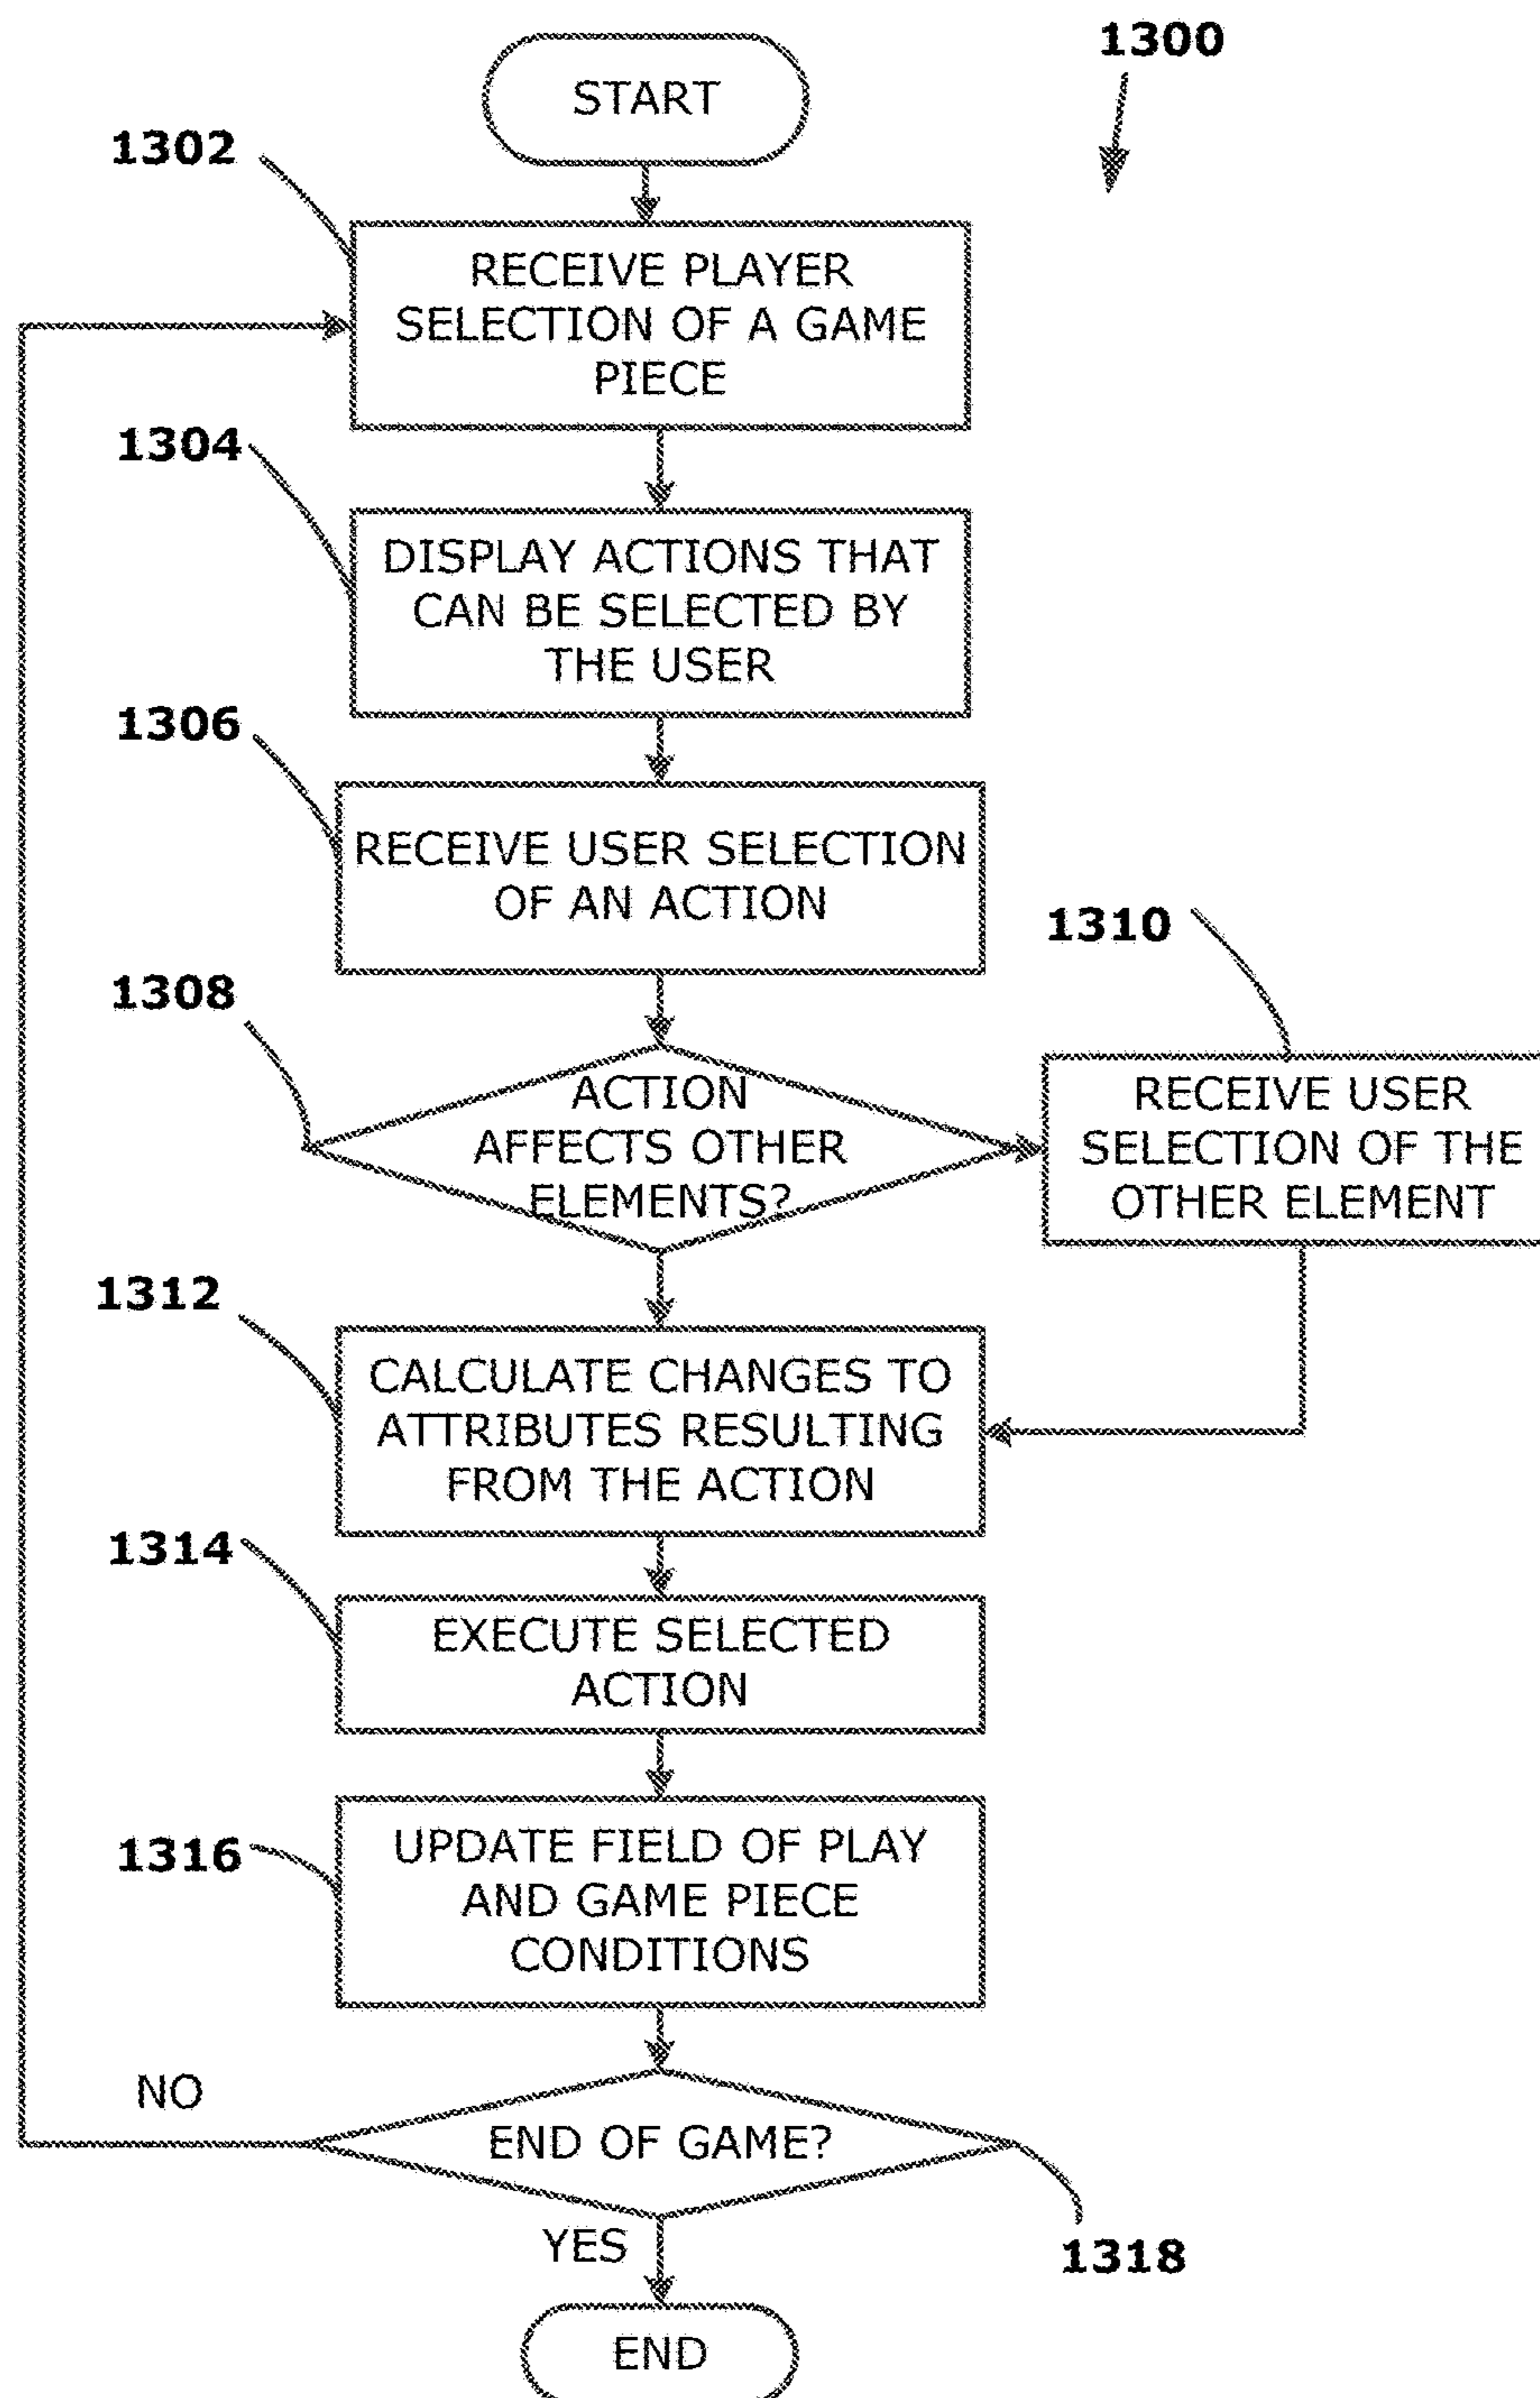 1300
START
1302
RECEIVE PLAYER
SELECTION OF A GAME
PIECE
1304
DISPLAY ACTIONS THAT
CAN BE SELECTED BY
THE USER
1306
RECEIVE USER SELECTION
OF AN ACTION
1308
ACTION
AFFECTS OTHER
ELEMENTS?
1310
RECEIVE USER
SELECTION OF THE
OTHER ELEMENT
1312
CALCULATE CHANGES TO
ATTRIBUTES RESULTING
FROM THE ACTION
1314
EXECUTE SELECTED
ACTION
1316
UPDATE FIELD OF PLAY
AND GAME PIECE
CONDITIONS
NO
END OF GAME?
1318
YES
END